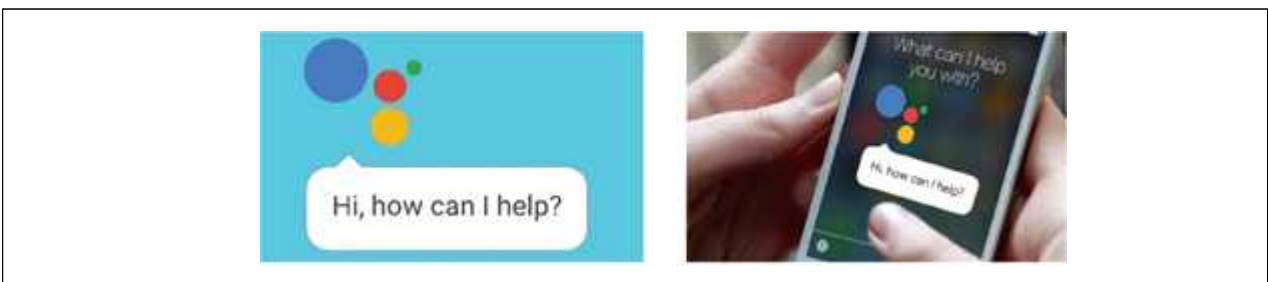 Hi, how can I help?
What can I help
you with?
Hi, how can I help?